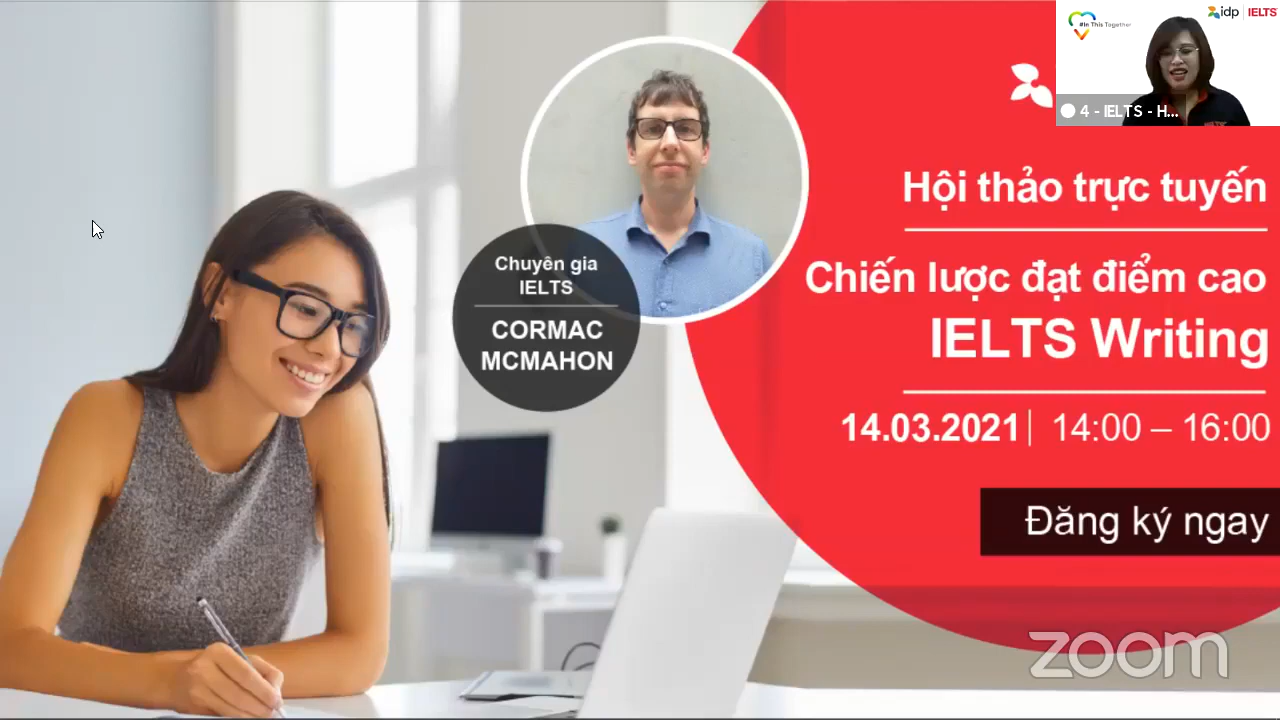 #In This Together
idp IELTS
4 - IELTS - H...
Hội thảo trực tuyến
Chiến lược đạt điểm cao
IELTS Writing
14.03.2021 | 14:00 – 16:00
Đăng ký ngay
Chuyên gia
IELTS
CORMAC
MCMAHON
zoom